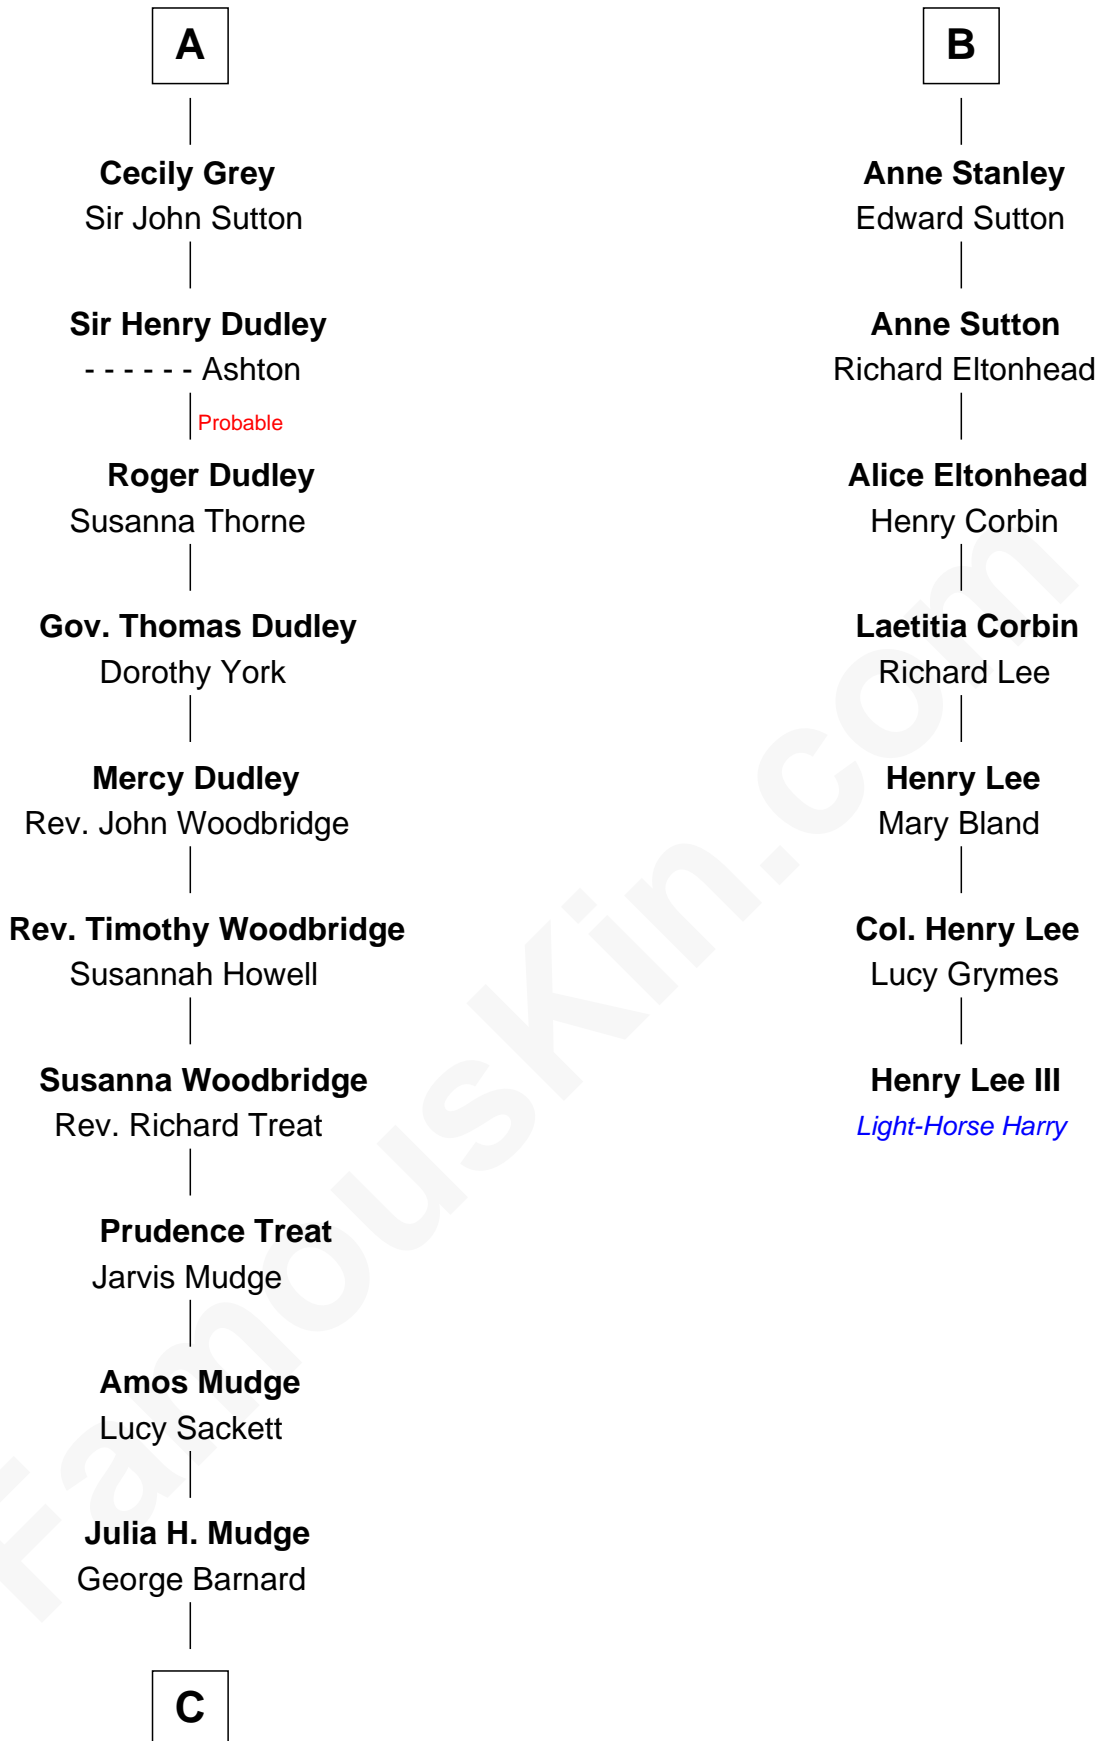 A
Cecily Grey
Sir John Sutton
Sir Henry Dudley
- - - - - - Ashton
Probable
Roger Dudley
Susanna Thorne
Gov. Thomas Dudley
Dorothy York
Mercy Dudley
Rev. John Woodbridge
Rev. Timothy Woodbridge
Susannah Howell
Susanna Woodbridge
Rev. Richard Treat
Prudence Treat
Jarvis Mudge
Amos Mudge
Lucy Sackett
Julia H. Mudge
George Barnard
C
B
Anne Stanley
Edward Sutton
Anne Sutton
Richard Eltonhead
Alice Eltonhead
Henry Corbin
Laetitia Corbin
Richard Lee
Henry Lee
Mary Bland
Col. Henry Lee
Lucy Grymes
Henry Lee III
Light-Horse Harry
FamousKin.com